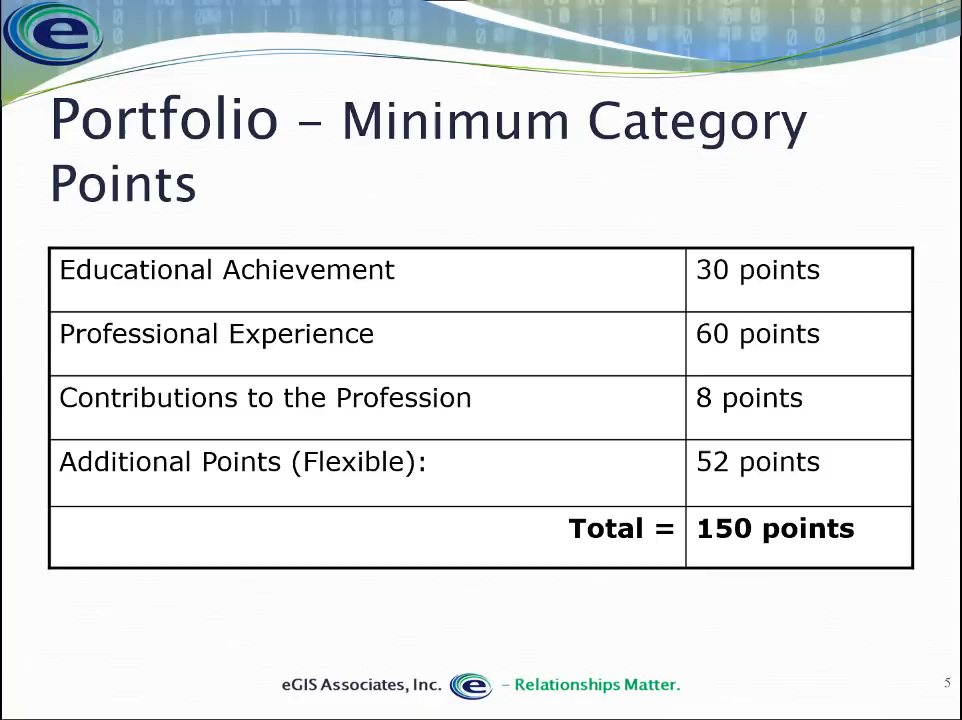 Portfolio – Minimum Category
Points
Educational Achievement 30 points
Professional Experience 60 points
Contributions to the Profession 8 points
Additional Points (Flexible): 52 points
Total = 150 points
eGIS Associates, Inc. e – Relationships Matter.
5